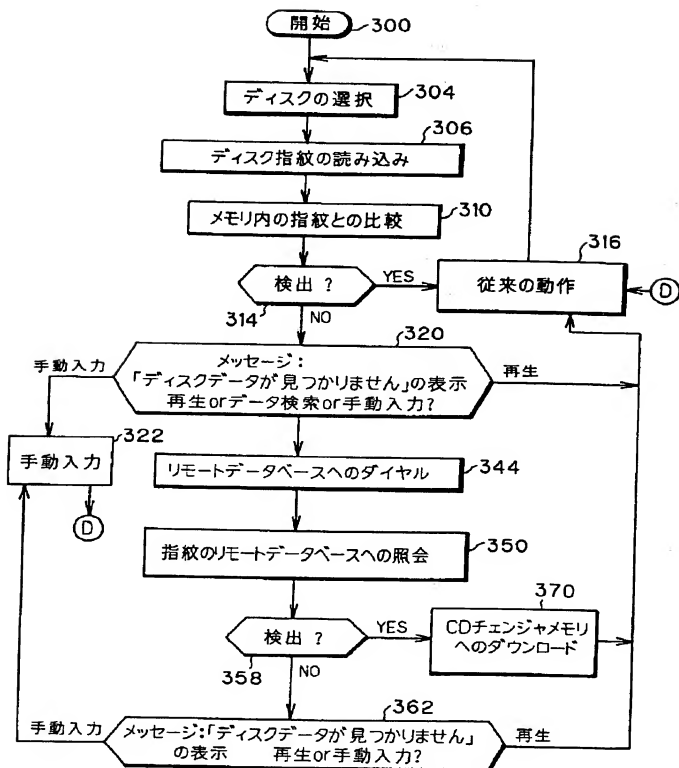 開始
300
ディスクの選択
304
306
ディスク指紋の読み込み
メモリ内の指紋との比較
310
316
検出 ?
YES
従来の動作
D
314
NO
320
手動入力
メッセージ:
「ディスクデータが見つかりません」の表示
再生orデータ検索or手動入力?
再生
322
手動入力
リモートデータベースへのダイヤル
344
D
指紋のリモートデータベースへの照会
350
370
検出 ?
YES
CDチェンジャメモリ
へのダウンロード
358
NO
362
手動入力
メッセージ:「ディスクデータが見つかりません」
の表示 再生or手動入力?
再生